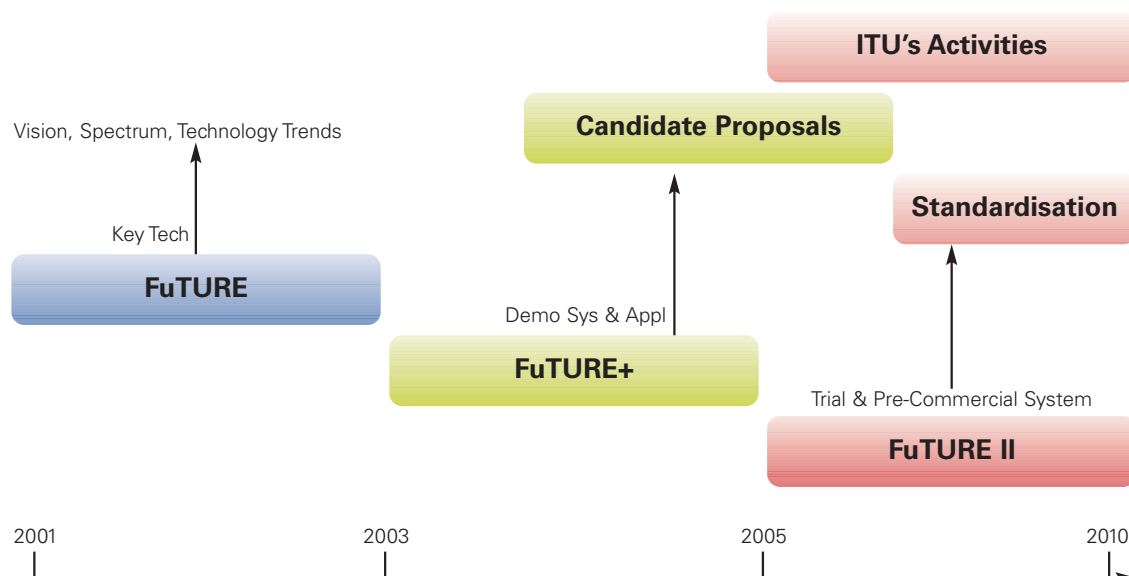 ITU's Activities
Candidate Proposals
Vision, Spectrum, Technology Trends
Standardisation
Key Tech
FuTURE
Demo Sys & Appl
FuTURE+
Trial & Pre-Commercial System
FuTURE II
2001 2003 2005 2010